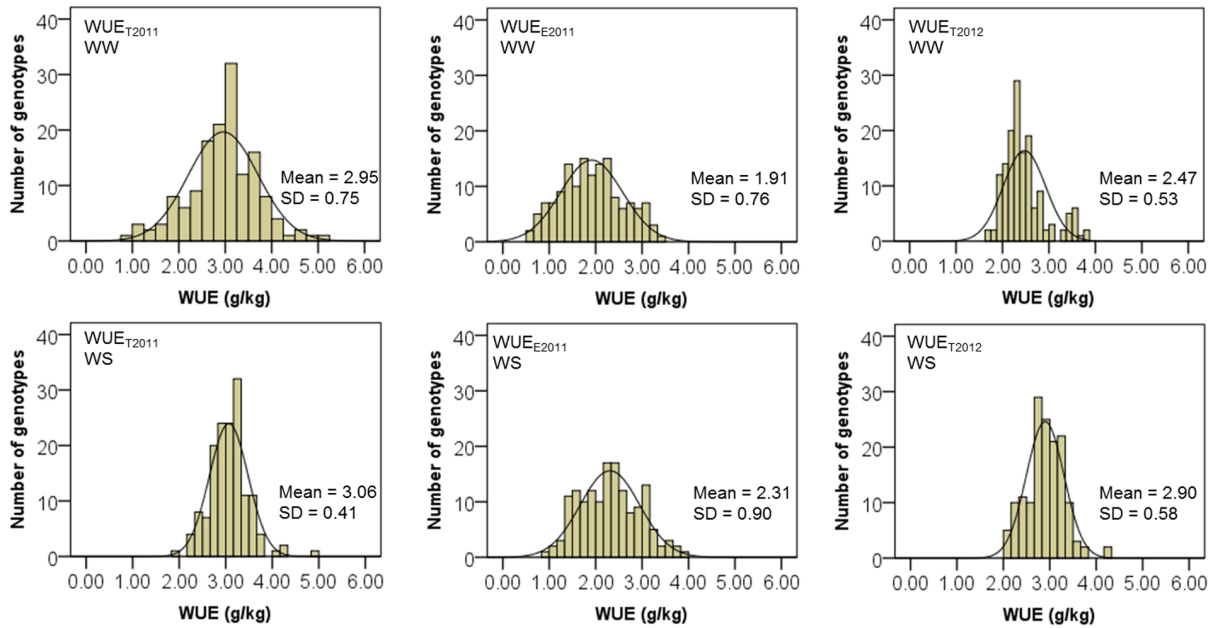 WUE_T2011
WW
Mean = 2.95
SD = 0.75
Number of genotypes
40
30
20
10
0
0.00 1.00 2.00 3.00 4.00 5.00 6.00
WUE (g/kg)
WUE_E2011
WW
Mean = 1.91
SD = 0.76
Number of genotypes
40
30
20
10
0
0.00 1.00 2.00 3.00 4.00 5.00 6.00
WUE (g/kg)
WUE_T2012
WW
Mean = 2.47
SD = 0.53
Number of genotypes
40
30
20
10
0
0.00 1.00 2.00 3.00 4.00 5.00 6.00
WUE (g/kg)
WUE_T2011
WS
Mean = 3.06
SD = 0.41
Number of genotypes
40
30
20
10
0
0.00 1.00 2.00 3.00 4.00 5.00 6.00
WUE (g/kg)
WUE_E2011
WS
Mean = 2.31
SD = 0.90
Number of genotypes
40
30
20
10
0
0.00 1.00 2.00 3.00 4.00 5.00 6.00
WUE (g/kg)
WUE_T2012
WS
Mean = 2.90
SD = 0.58
Number of genotypes
40
30
20
10
0
0.00 1.00 2.00 3.00 4.00 5.00 6.00
WUE (g/kg)